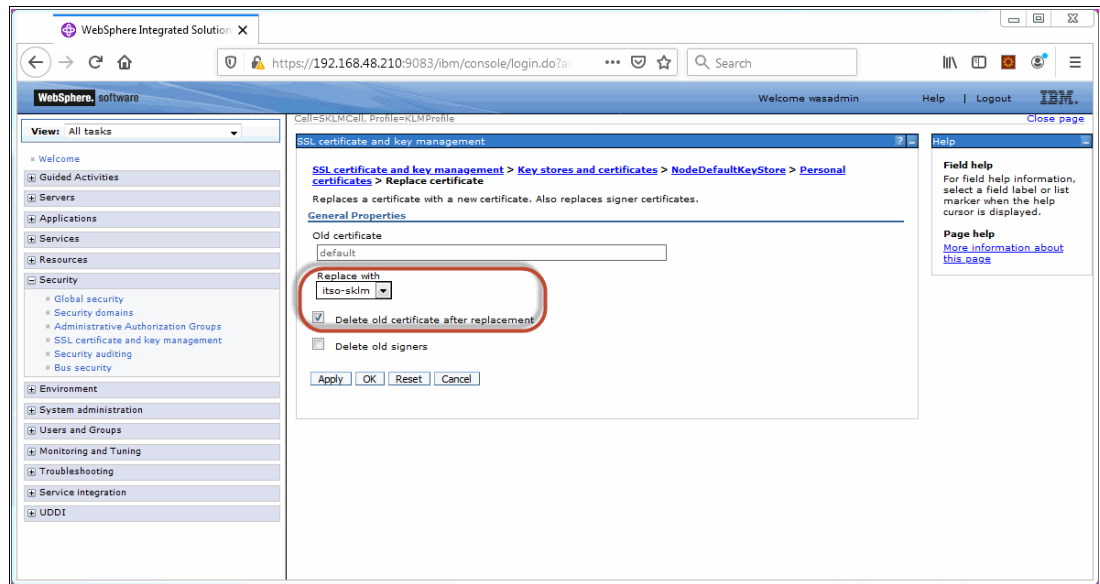 WebSphere Integrated Solution
https://192.168.48.210:9083/ibm/console/login.do?ac
Search
WebSphere. software
Welcome wasadmin
Help | Logout
IBM.
View: All tasks
Welcome
Guided Activities
Servers
Applications
Services
Resources
Security
Global security
Security domains
Administrative Authorization Groups
SSL certificate and key management
Security auditing
Bus security
Environment
System administration
Users and Groups
Monitoring and Tuning
Troubleshooting
Service integration
UDDI
Cell=SKLMCell, Profile=KLMProfile
Close page
SSL certificate and key management
SSL certificate and key management > Key stores and certificates > NodeDefaultKeyStore > Personal
certificates > Replace certificate
Replaces a certificate with a new certificate. Also replaces signer certificates.
General Properties
Old certificate
default
Replace with
itso-sklm
Delete old certificate after replacement
Delete old signers
Apply OK Reset Cancel
Help
Field help
For field help information,
select a field label or list
marker when the help
cursor is displayed.
Page help
More information about
this page